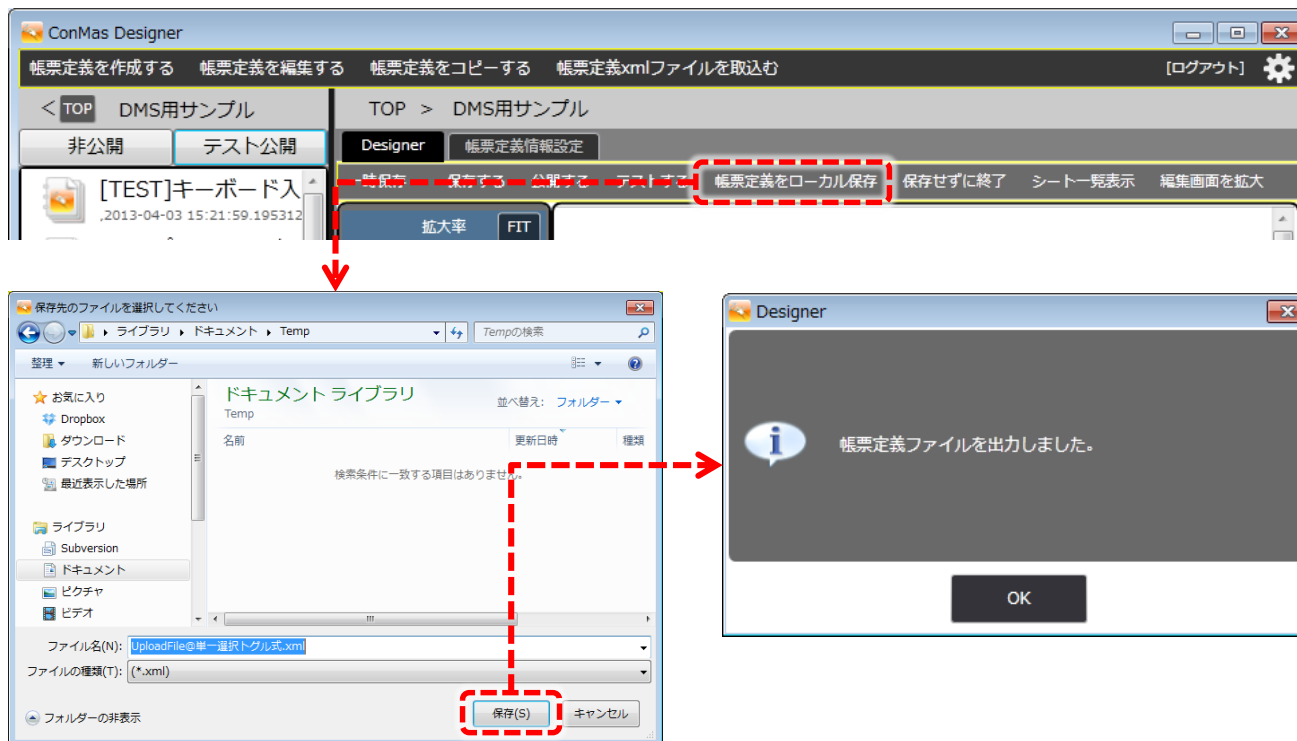 ConMas Designer
帳票定義を作成する 帳票定義を編集する 帳票定義をコピーする 帳票定義xmlファイルを取込む [ログアウト]
< TOP DMS用サンプル TOP > DMS用サンプル
非公開 テスト公開 Designer 帳票定義情報設定
一時保存 保存する 公開する テストする 帳票定義をローカル保存 保存せずに終了 シート一覧表示 編集画面を拡大
[TEST]キーボード入
,2013-04-03 15:21:59.195312
拡大率 FIT
保存先のファイルを選択してください
ライブラリ ▸ ドキュメント ▸ Temp Tempの検索
整理 新しいフォルダー
お気に入り
Dropbox
ダウンロード
デスクトップ
最近表示した場所
ライブラリ
Subversion
ドキュメント
ピクチャ
ビデオ
ドキュメント ライブラリ
Temp
並べ替え: フォルダー
名前 更新日時 種類
検索条件に一致する項目はありません。
ファイル名(N): UploadFile@単一選択トグル式.xml
ファイルの種類(T): (*.xml)
フォルダーの非表示 保存(S) キャンセル
Designer
帳票定義ファイルを出力しました。
OK